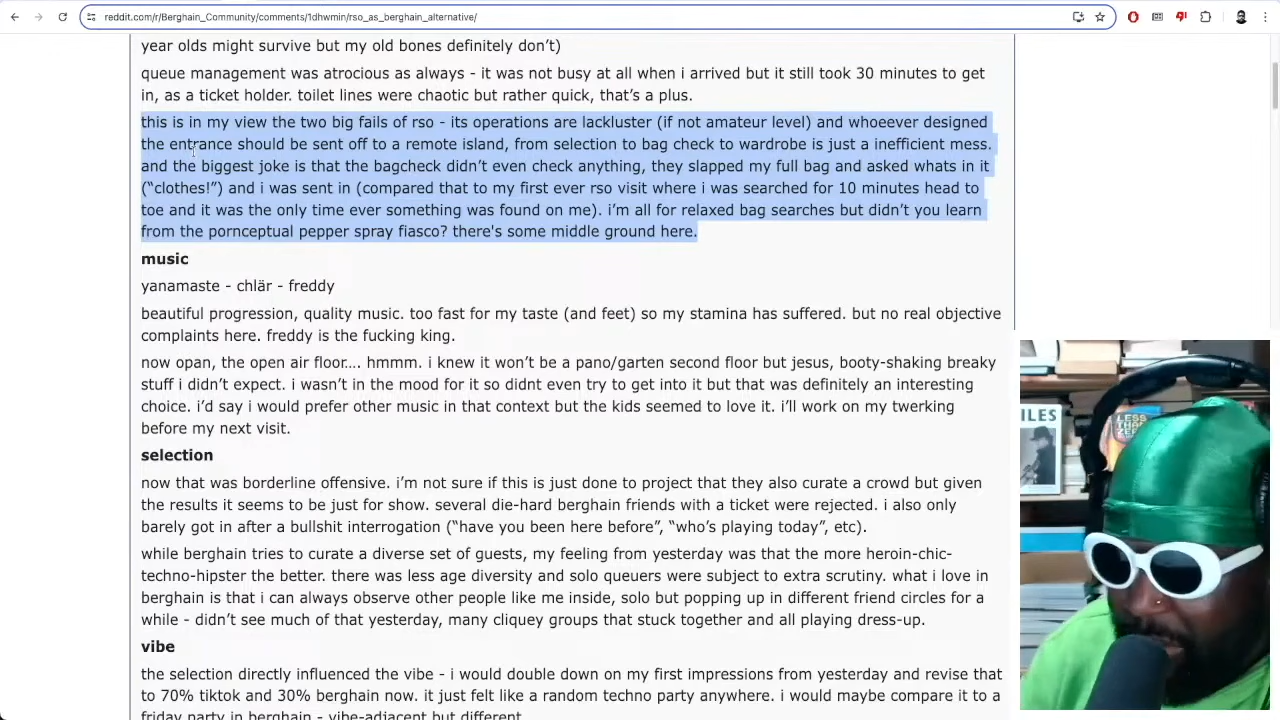 reddit.com/r/Berghain_Community/comments/1dhwmin/rso_as_berghain_alternative/
year olds might survive but my old bones definitely don’t)
queue management was atrocious as always - it was not busy at all when i arrived but it still took 30 minutes to get
in, as a ticket holder. toilet lines were chaotic but rather quick, that’s a plus.
this is in my view the two big fails of rso - its operations are lackluster (if not amateur level) and whoeever designed
the entrance should be sent off to a remote island, from selection to bag check to wardrobe is just a inefficient mess.
and the biggest joke is that the bagcheck didn’t even check anything, they slapped my full bag and asked whats in it
(“clothes!”) and i was sent in (compared that to my first ever rso visit where i was searched for 10 minutes head to
toe and it was the only time ever something was found on me). i’m all for relaxed bag searches but didn’t you learn
from the pornceptual pepper spray fiasco? there's some middle ground here.
music
yanamaste - chlär - freddy
beautiful progression, quality music. too fast for my taste (and feet) so my stamina has suffered. but no real objective
complaints here. freddy is the fucking king.
now opan, the open air floor.... hmmm. i knew it won’t be a pano/garten second floor but jesus, booty-shaking breaky
stuff i didn’t expect. i wasn’t in the mood for it so didnt even try to get into it but that was definitely an interesting
choice. i’d say i would prefer other music in that context but the kids seemed to love it. i’ll work on my twerking
before my next visit.
selection
now that was borderline offensive. i’m not sure if this is just done to project that they also curate a crowd but given
the results it seems to be just for show. several die-hard berghain friends with a ticket were rejected. i also only
barely got in after a bullshit interrogation (“have you been here before”, “who’s playing today”, etc).
while berghain tries to curate a diverse set of guests, my feeling from yesterday was that the more heroin-chic-
techno-hipster the better. there was less age diversity and solo queuers were subject to extra scrutiny. what i love in
berghain is that i can always observe other people like me inside, solo but popping up in different friend circles for a
while - didn’t see much of that yesterday, many cliquey groups that stuck together and all playing dress-up.
vibe
the selection directly influenced the vibe - i would double down on my first impressions from yesterday and revise that
to 70% tiktok and 30% berghain now. it just felt like a random techno party anywhere. i would maybe compare it to a
friday party in berghain - vibe-adjacent but different
ILES
LESS
THAN
ZERO